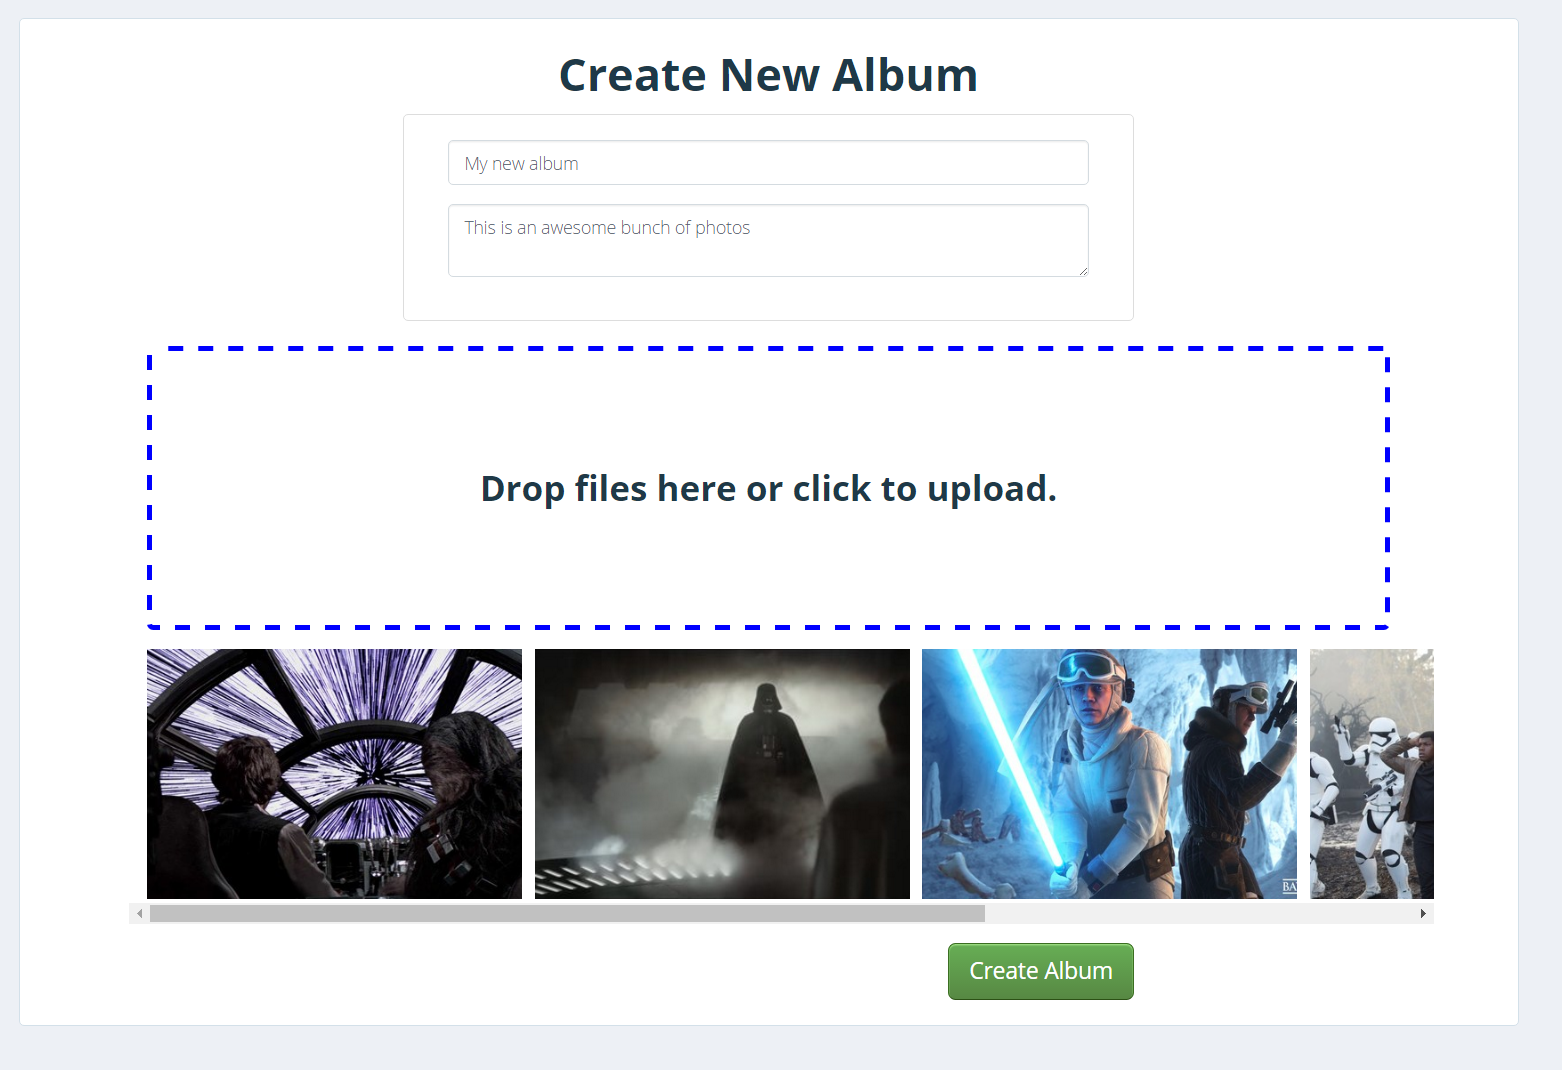 Create New Album
My new album
This is an awesome bunch of photos
Drop files here or click to upload.
BA
Create Album